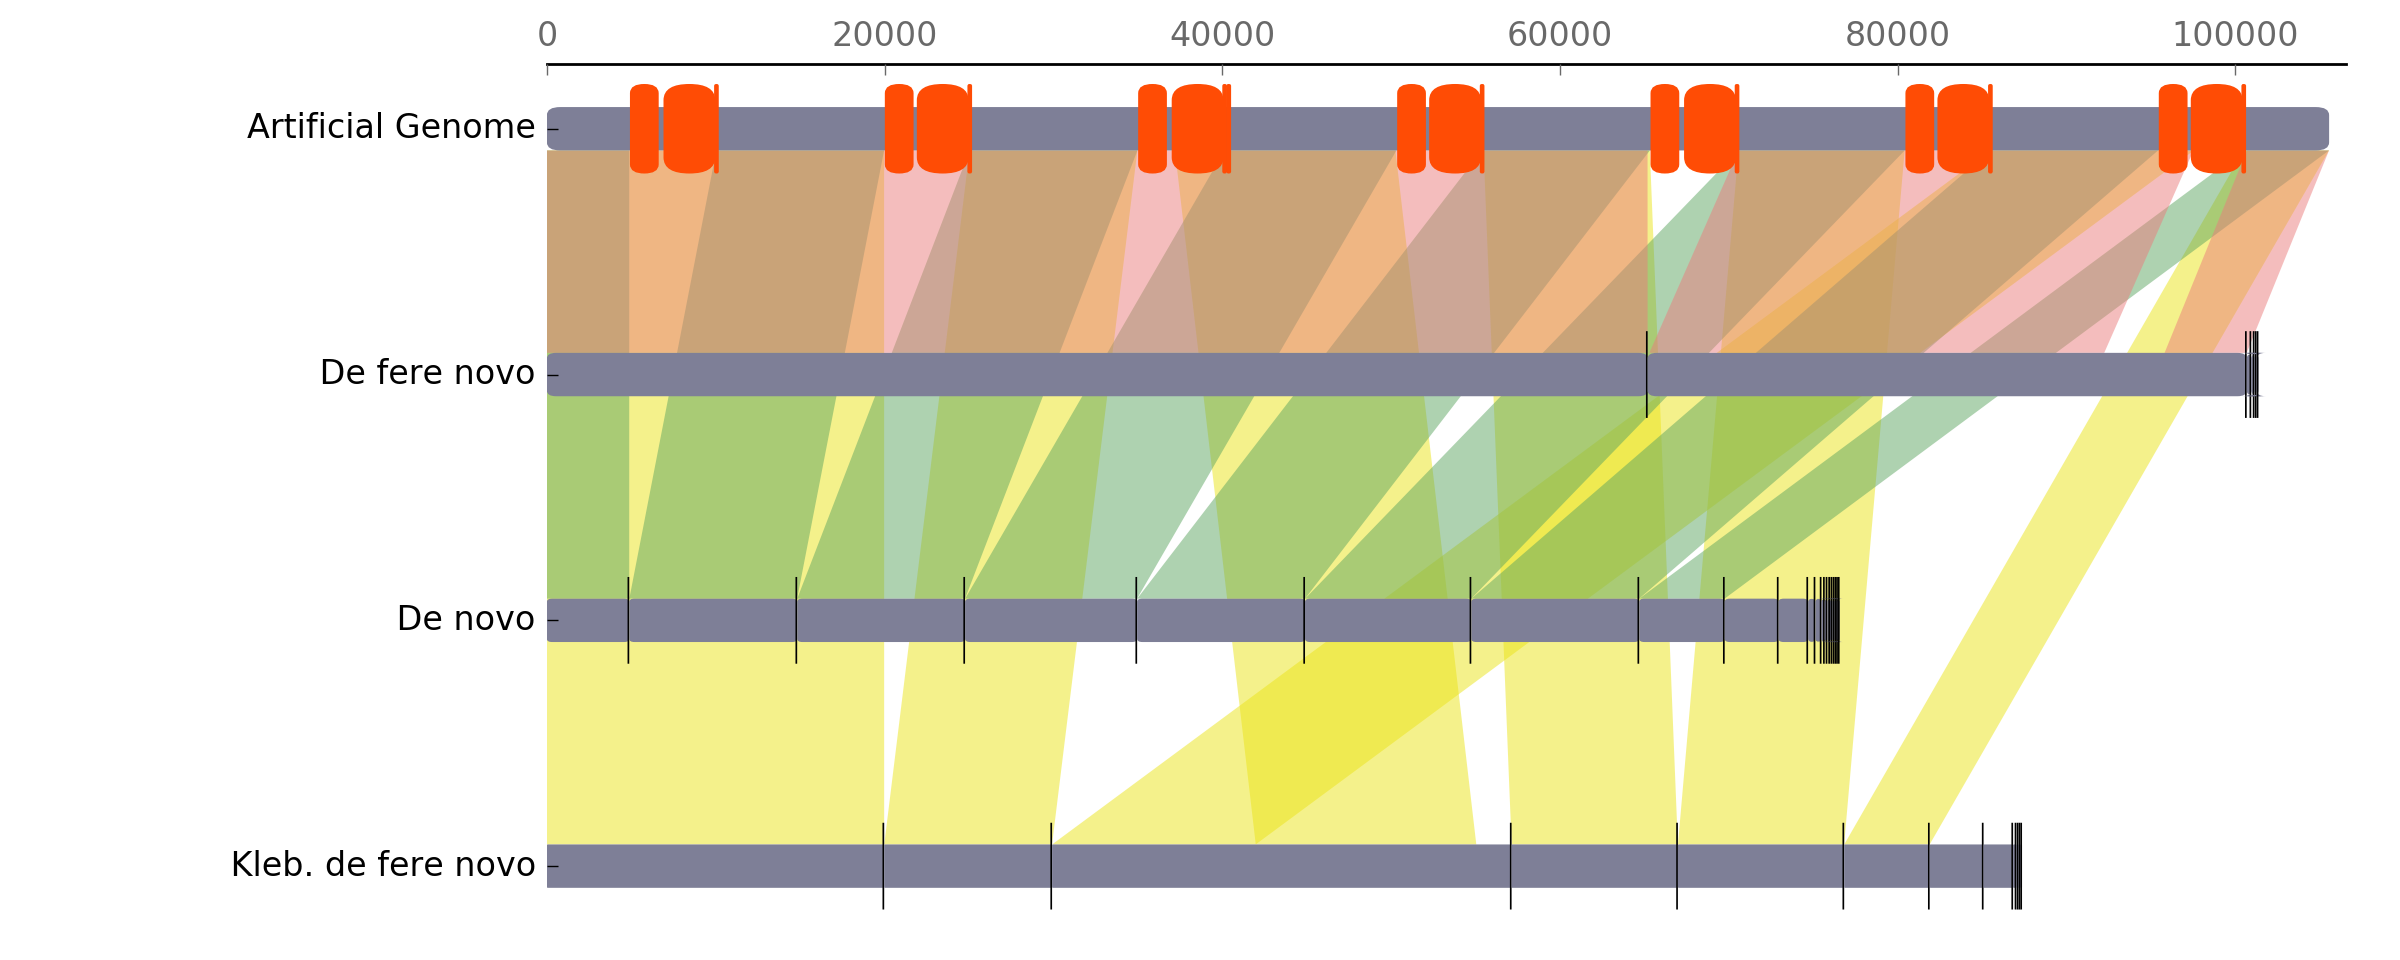 0 20000 40000 60000 80000 100000
Artificial Genome
De fere novo
De novo
Kleb. de fere novo